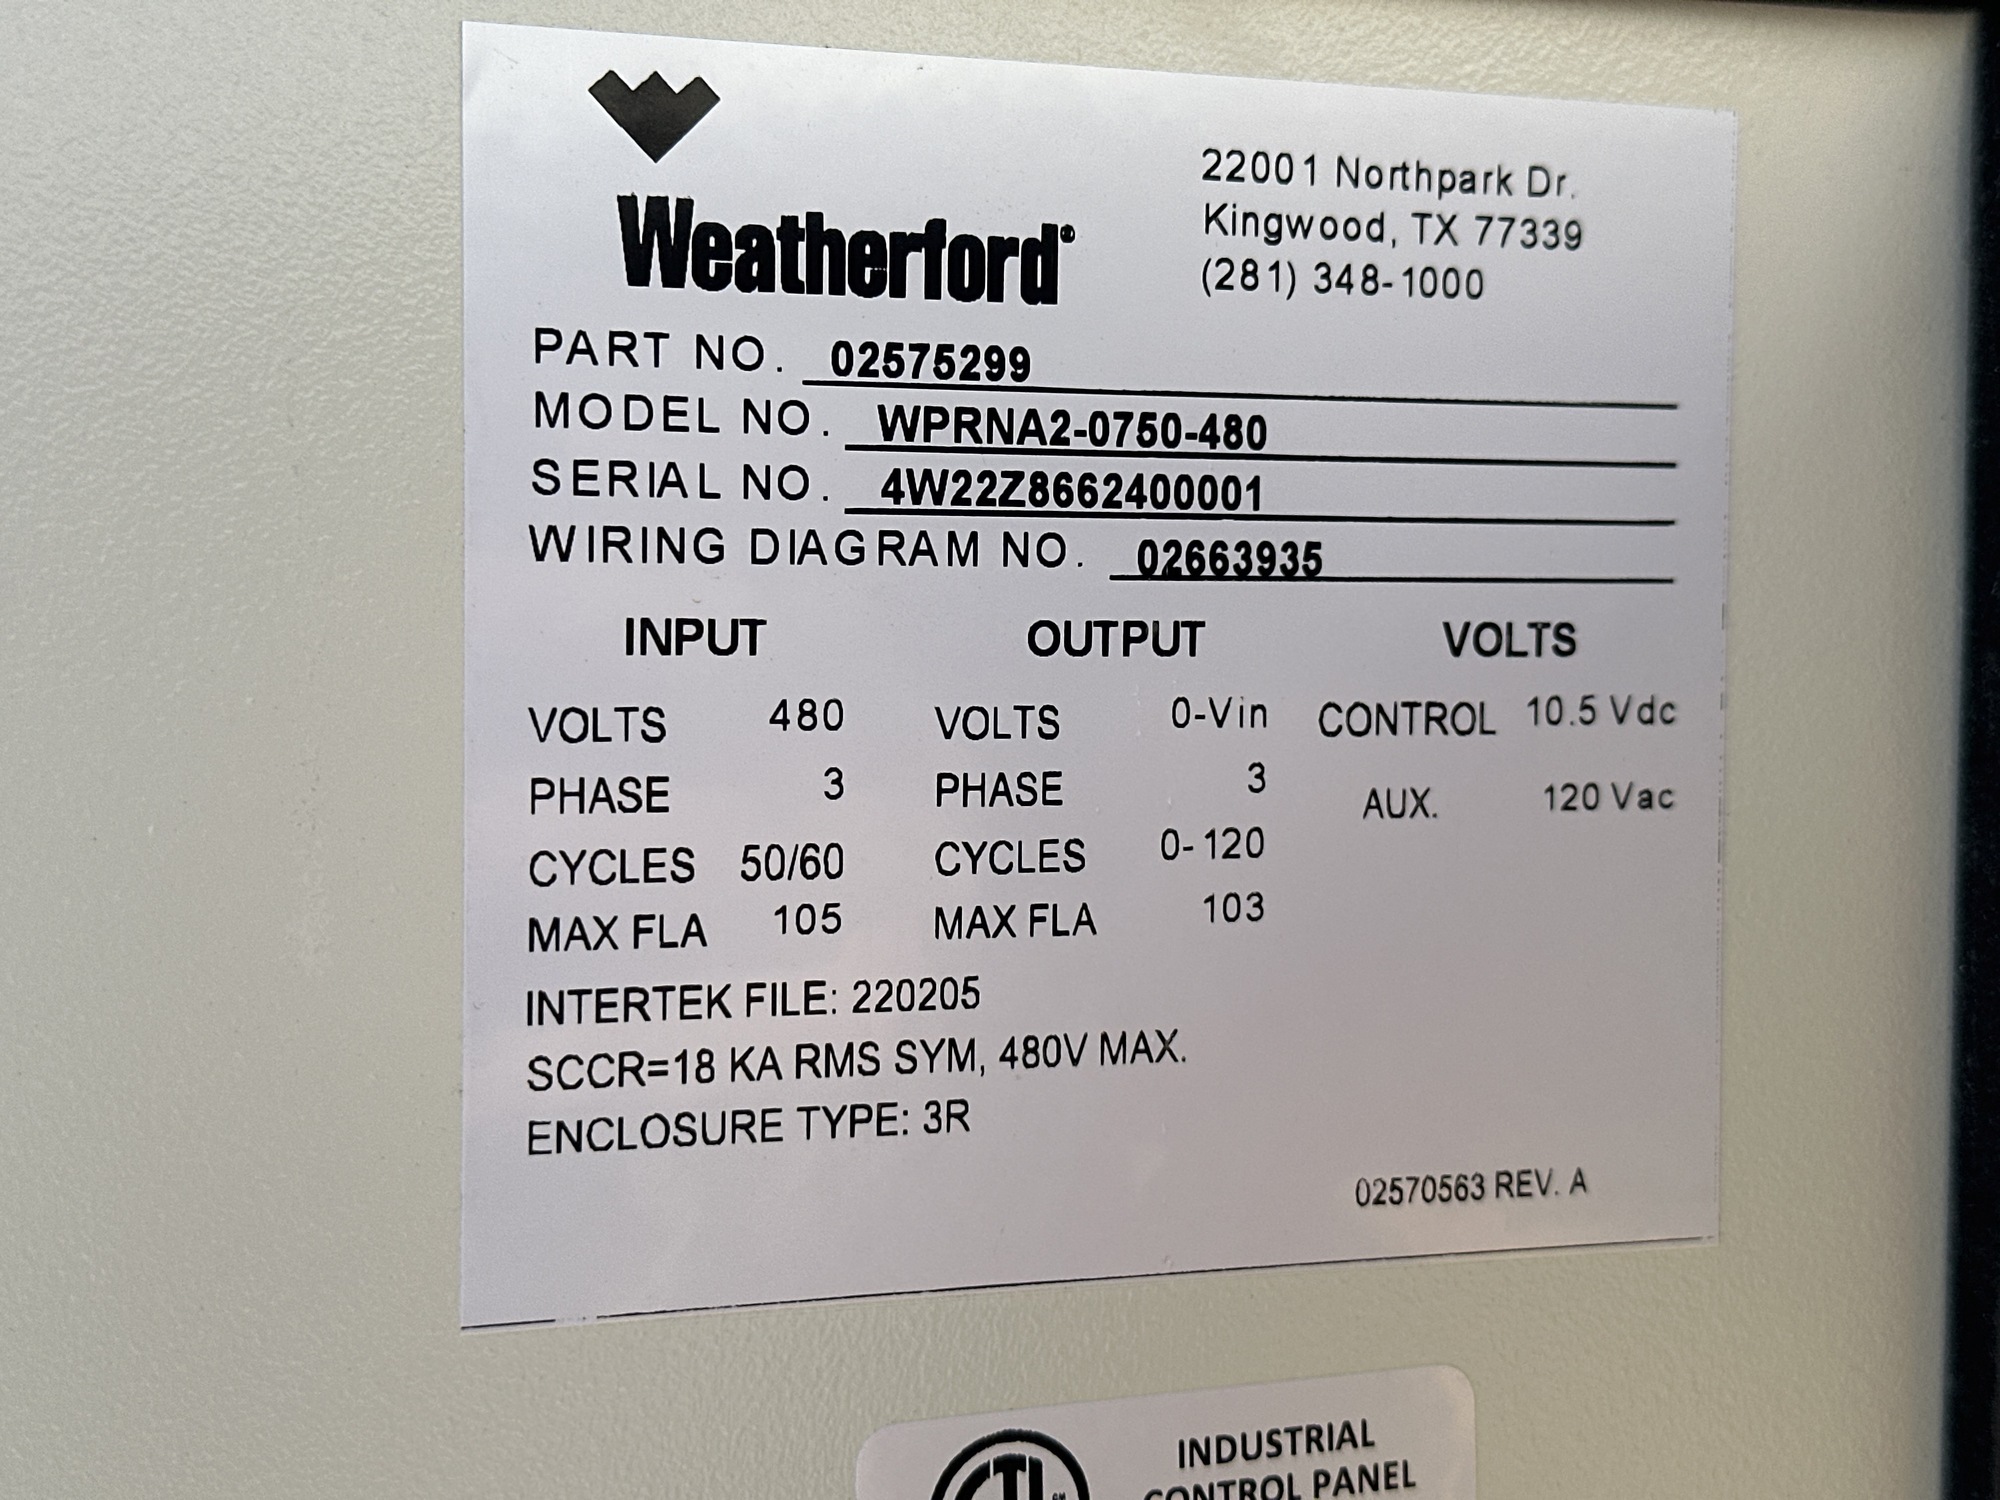 Weatherford®
22001 Northpark Dr.
Kingwood, TX 77339
(281) 348-1000
PART NO. 02575299
MODEL NO. WPRNA2-0750-480
SERIAL NO. 4W22Z8662400001
WIRING DIAGRAM NO. 02663935
INPUT OUTPUT VOLTS
VOLTS 480 VOLTS 0-Vin CONTROL 10.5 Vdc
PHASE 3 PHASE 3 AUX. 120 Vac
CYCLES 50/60 CYCLES 0-120
MAX FLA 105 MAX FLA 103
INTERTEK FILE: 220205
SCCR=18 KA RMS SYM, 480V MAX.
ENCLOSURE TYPE: 3R
02570563 REV. A
INDUSTRIAL
CONTROL PANEL